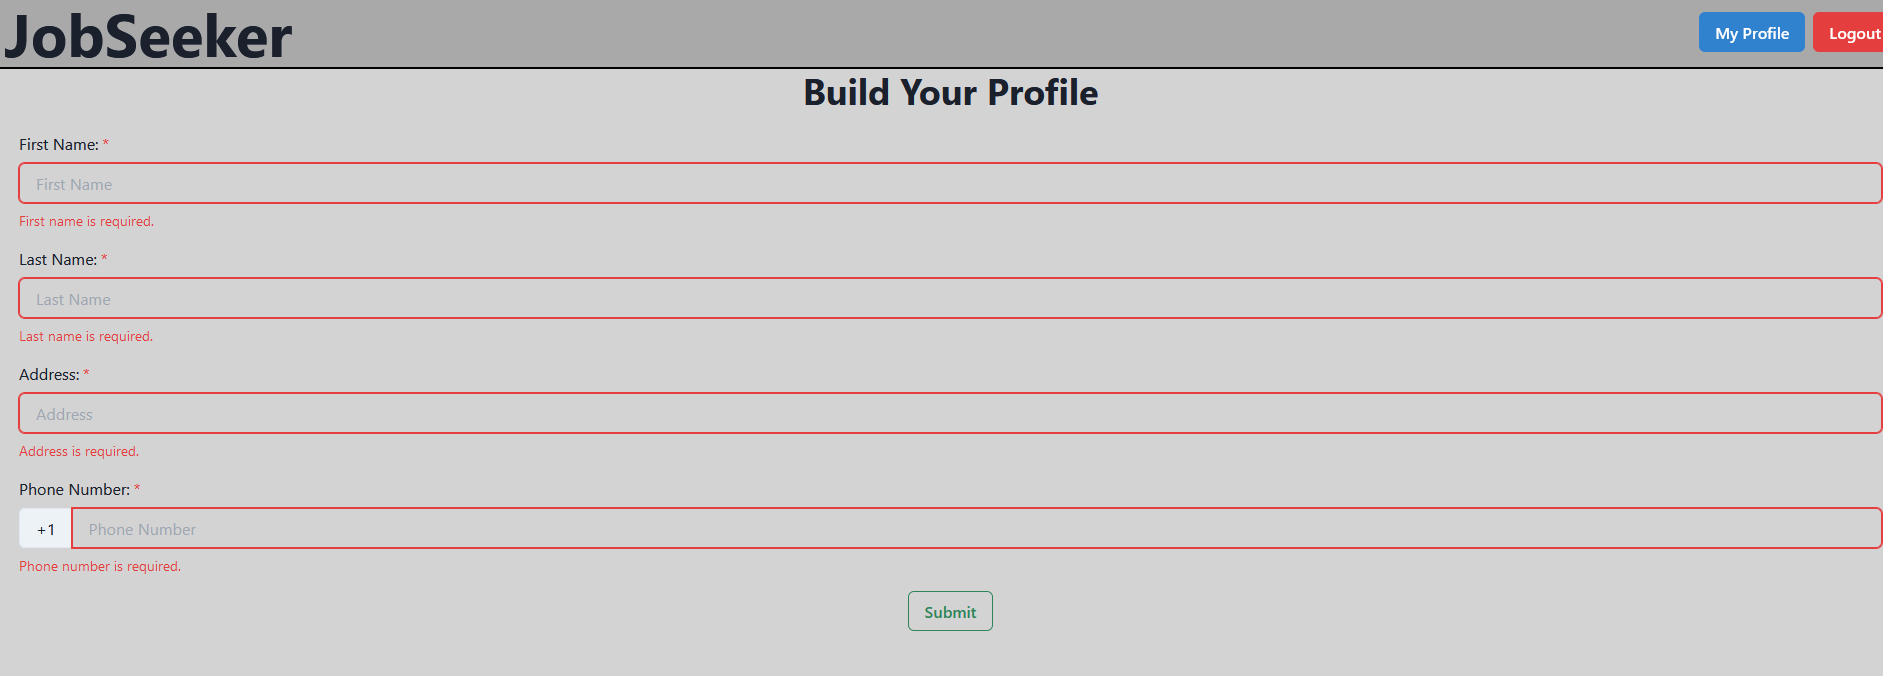 JobSeeker
My Profile
Logout
Build Your Profile
First Name: *
First Name
First name is required.
Last Name: *
Last Name
Last name is required.
Address: *
Address
Address is required.
Phone Number: *
+1 Phone Number
Phone number is required.
Submit